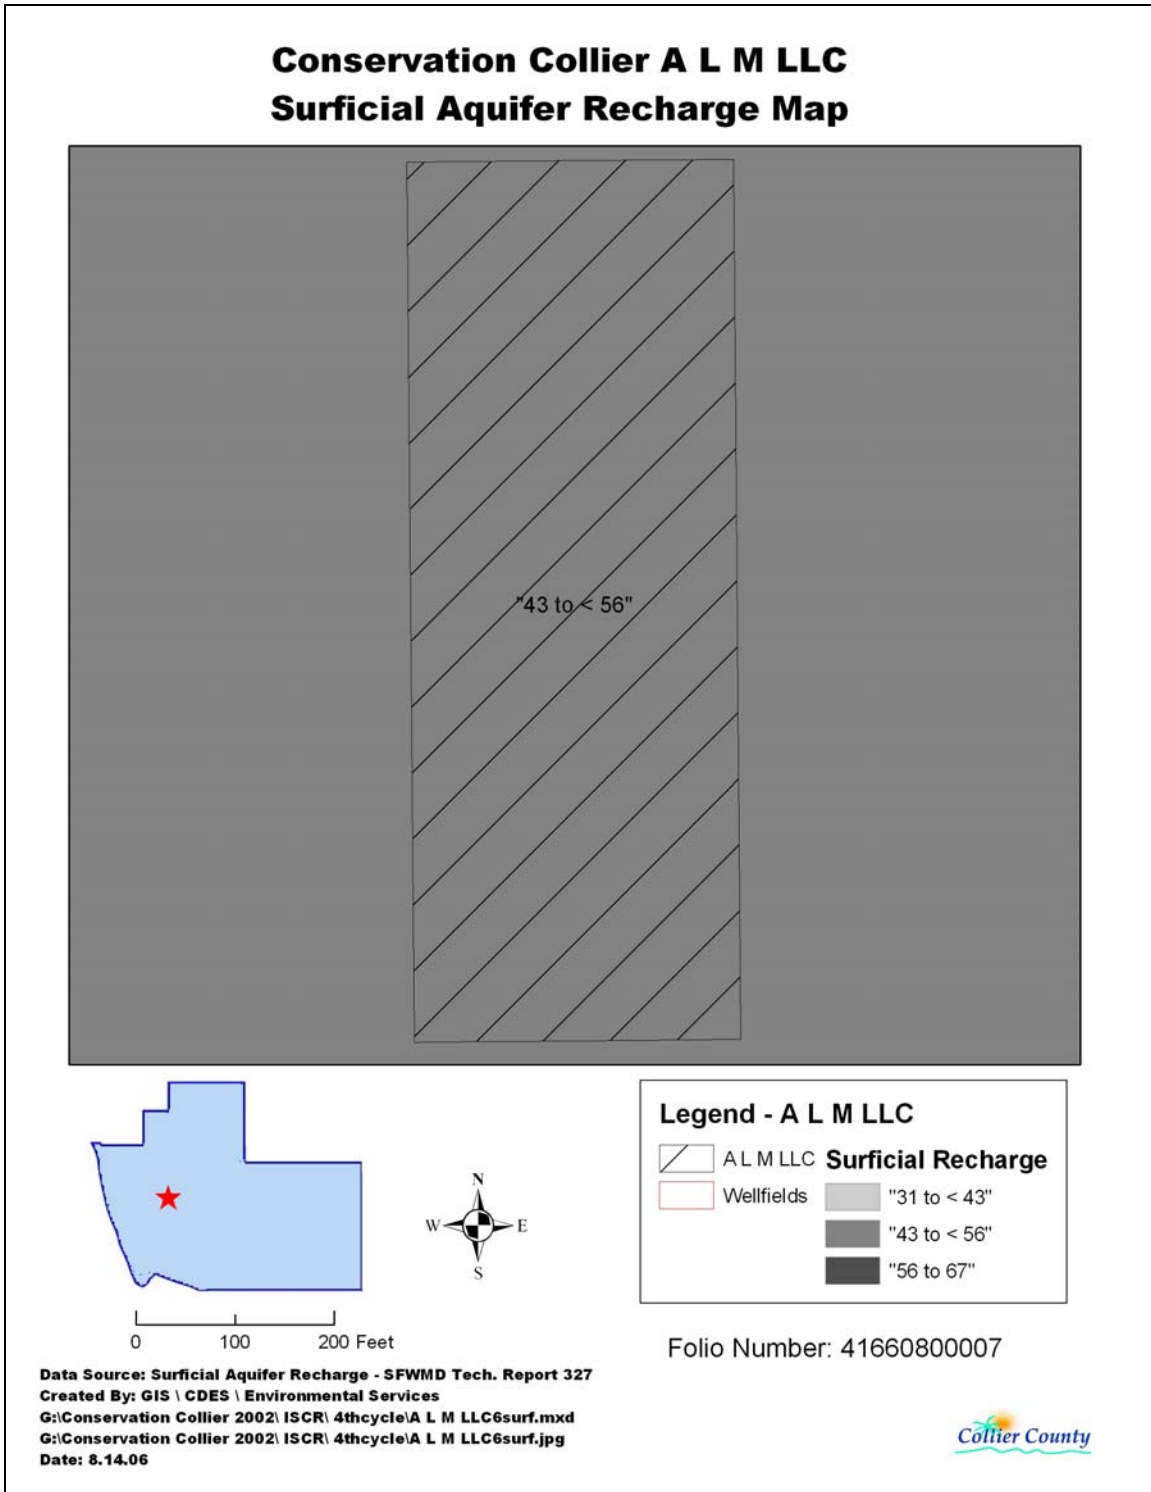 Conservation Collier A L M LLC
Surficial Aquifer Recharge Map
"43 to < 56"
Legend - A L M LLC
A L M LLC Surficial Recharge
Wellfields "31 to < 43"
"43 to < 56"
"56 to 67"
N
W E
S
0 100 200 Feet
Folio Number: 41660800007
Data Source: Surficial Aquifer Recharge - SFWMD Tech. Report 327
Created By: GIS \ CDES \ Environmental Services
G:\Conservation Collier 2002\ ISCR\ 4thcycle\A L M LLC6surf.mxd
G:\Conservation Collier 2002\ ISCR\ 4thcycle\A L M LLC6surf.jpg
Date: 8.14.06
Collier County